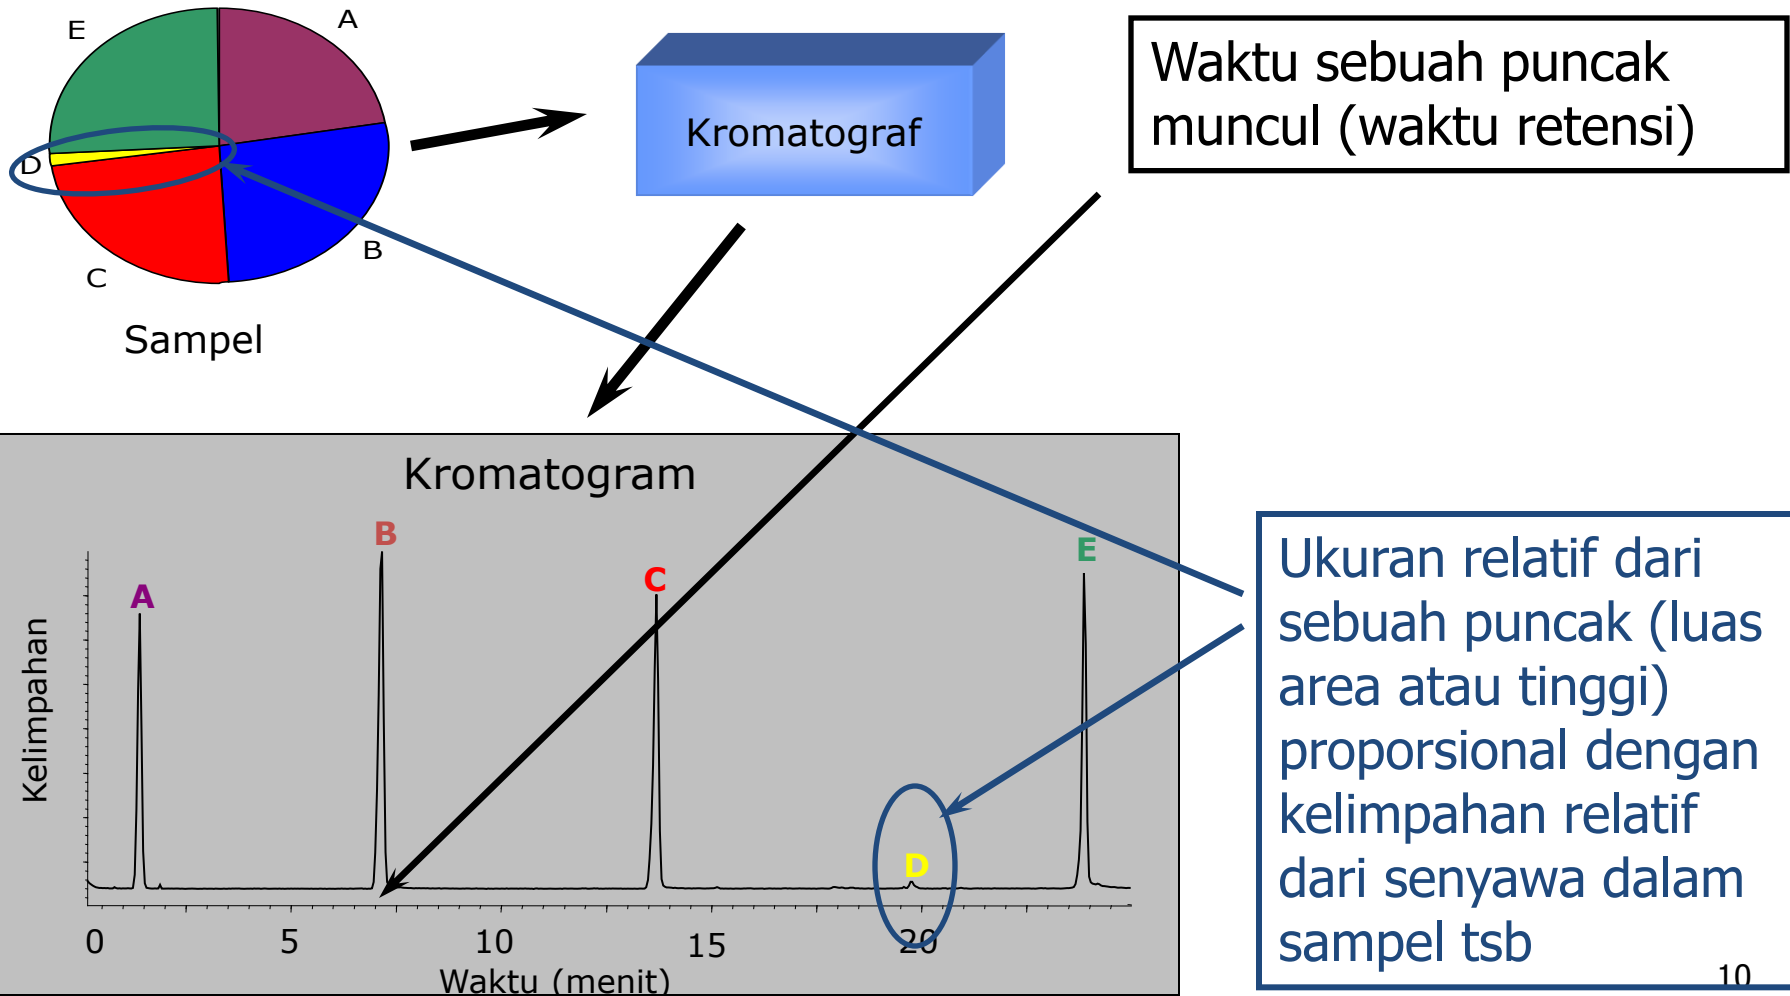 E
A
D
C
B
Sampel
Kromatograf
Waktu sebuah puncak
muncul (waktu retensi)
Kromatogram
A
B
C
D
E
Kelimpahan
0 5 10 15 20
Waktu (menit)
Ukuran relatif dari
sebuah puncak (luas
area atau tinggi)
proporsional dengan
kelimpahan relatif
dari senyawa dalam
sampel tsb
10